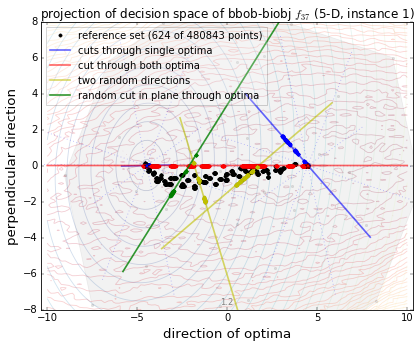 projection of decision space of bbob-biobj f₃₇ (5-D, instance 1)
reference set (624 of 480843 points)
cuts through single optima
cut through both optima
two random directions
random cut in plane through optima
perpendicular direction
8
6
4
2
0
−2
−4
−6
−8
1.2
−10
−5
0
5
10
direction of optima